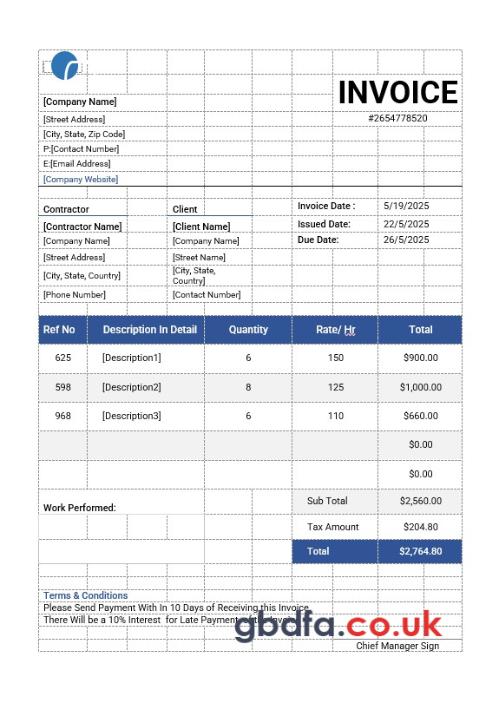 INVOICE
[Company Name]
[Street Address] #2654778520
[City, State, Zip Code]
P:[Contact Number]
E:[Email Address]
[Company Website]
Contractor Client Invoice Date : 5/19/2025
[Contractor Name] [Client Name] Issued Date: 22/5/2025
[Company Name] [Company Name] Due Date: 26/5/2025
[Street Address] [Street Name]
[City, State, Country] [City, State,
Country]
[Phone Number] [Contact Number]
Ref No Description In Detail Quantity Rate/ Hr Total
625 [Description1] 6 150 $900.00
598 [Description2] 8 125 $1,000.00
968 [Description3] 6 110 $660.00
$0.00
$0.00
Sub Total $2,560.00
Work Performed:
Tax Amount $204.80
Total $2,764.80
Terms & Conditions
Please Send Payment With In 10 Days of Receiving this Invoice
There Will be a 10% Interest for Late Payment of the Invoice
gbdfa.co.uk
Chief Manager Sign